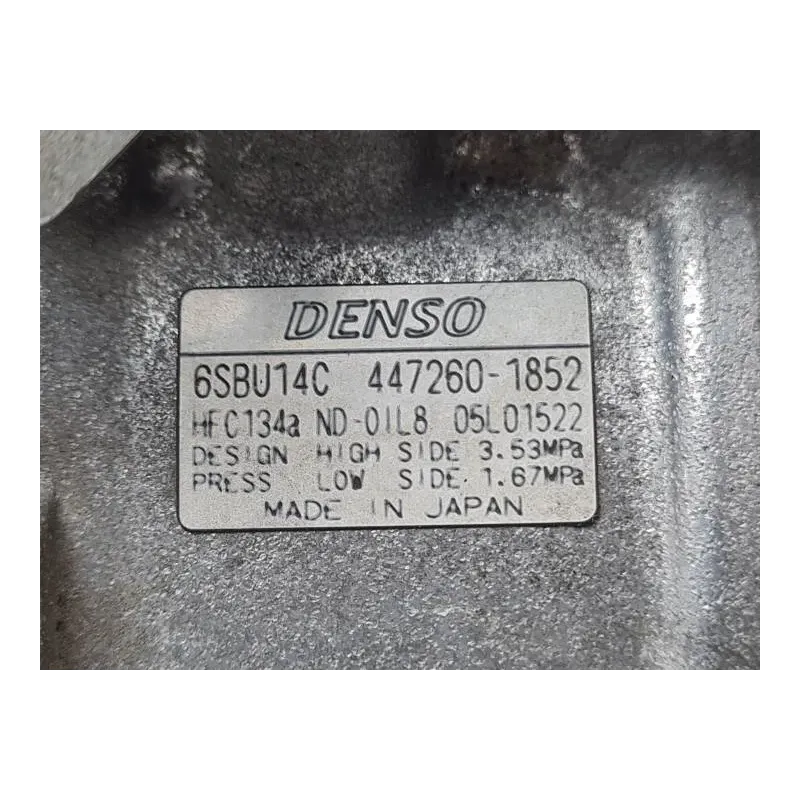 DENSO
6SBU14C 447260-1852
HFC134a ND-OIL8 05L01522
DESIGN HIGH SIDE 3.53MPa
PRESS LOW SIDE 1.67MPa
MADE IN JAPAN